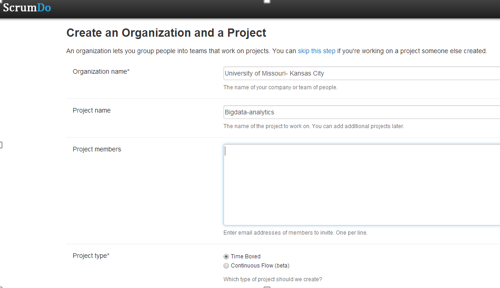 ScrumDo
Create an Organization and a Project
An organization lets you group people into teams that work on projects. You can skip this step if you're working on a project someone else created.
Organization name*
University of Missouri- Kansas City
The name of your company or team of people.
Project name
Bigdata-analytics
The name of the project to work on. You can add additional projects later.
Project members
Enter email addresses of members to invite. One per line.
Project type*
Time Boxed
Continuous Flow (beta)
Which type of project should we create?